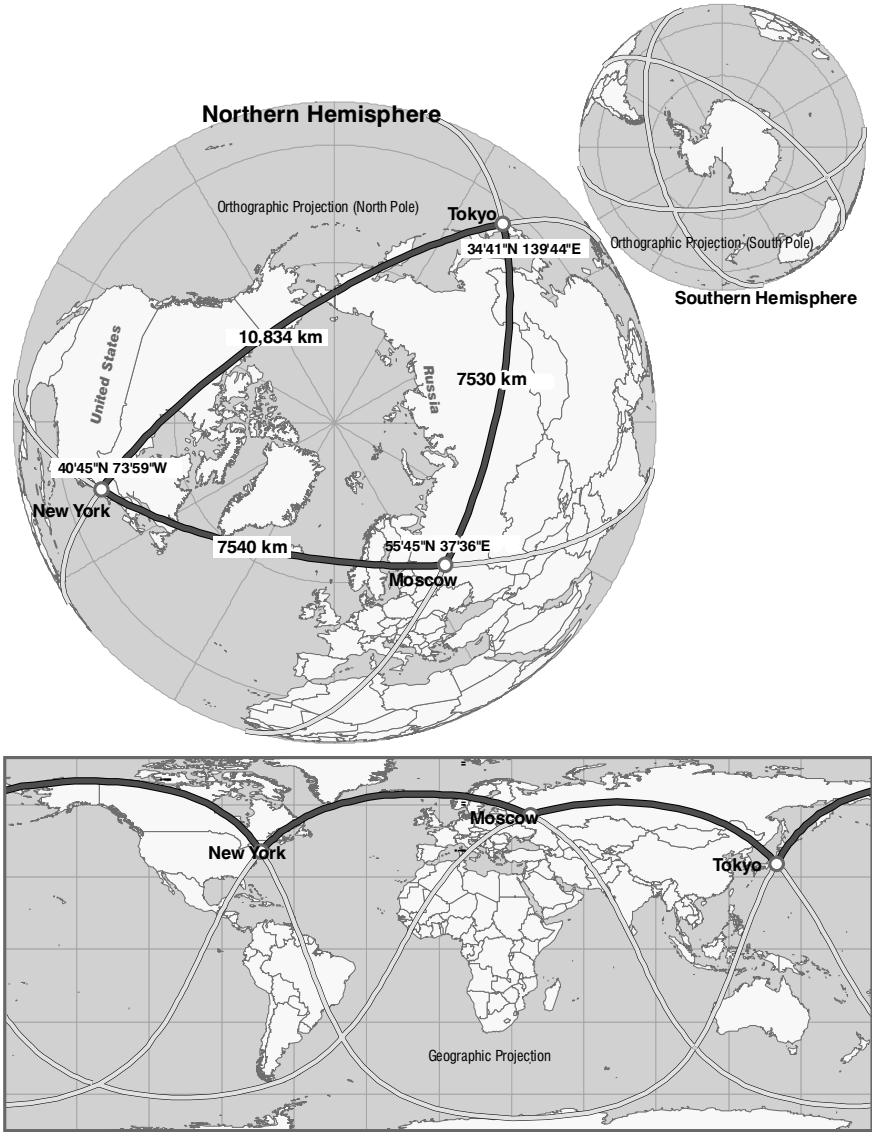 Northern Hemisphere
Orthographic Projection (North Pole)
Tokyo
34'41"N 139'44"E
Orthographic Projection (South Pole)
Southern Hemisphere
10,834 km
United States
Russia
7530 km
40'45"N 73'59"W
New York
7540 km
55'45"N 37'36"E
Moscow
Moscow
New York
Tokyo
Geographic Projection